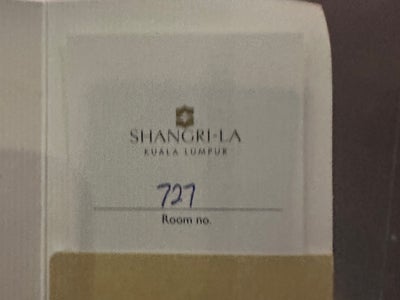 SHANGRI-LA
KUALA LUMPUR
727
Room no.